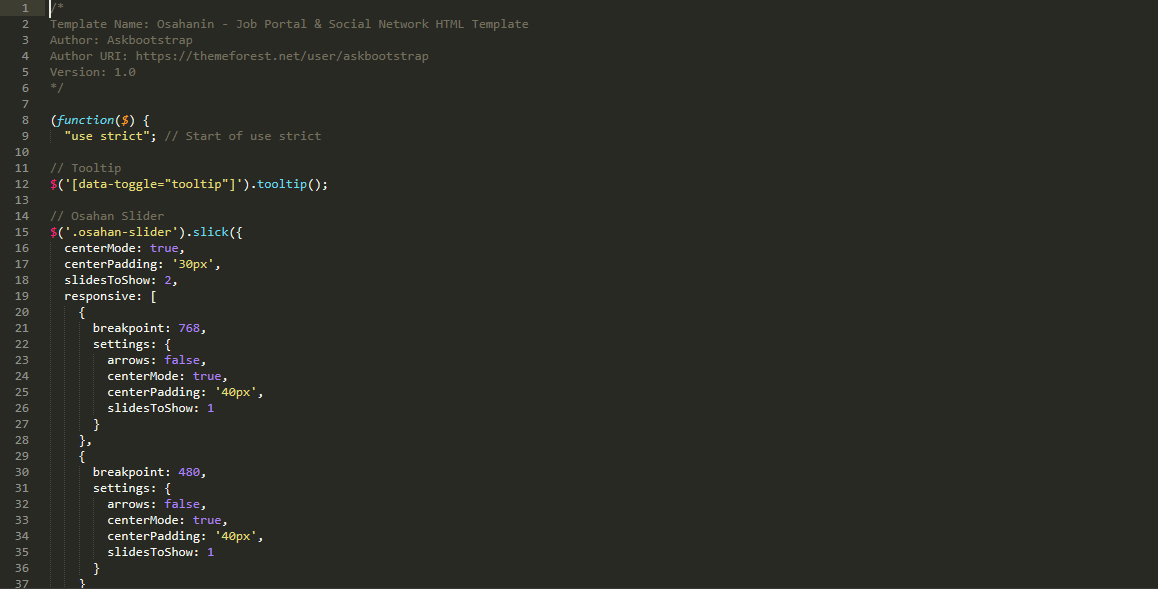 1 /*
2 Template Name: Osahanin - Job Portal & Social Network HTML Template
3 Author: Askbootstrap
4 Author URI: https://themeforest.net/user/askbootstrap
5 Version: 1.0
6 */
7
8 (function($) {
9   "use strict"; // Start of use strict
10
11 // Tooltip
12 $('[data-toggle="tooltip"]').tooltip();
13
14 // Osahan Slider
15 $('.osahan-slider').slick({
16   centerMode: true,
17   centerPadding: '30px',
18   slidesToShow: 2,
19   responsive: [
20     {
21       breakpoint: 768,
22       settings: {
23         arrows: false,
24         centerMode: true,
25         centerPadding: '40px',
26         slidesToShow: 1
27       }
28     },
29     {
30       breakpoint: 480,
31       settings: {
32         arrows: false,
33         centerMode: true,
34         centerPadding: '40px',
35         slidesToShow: 1
36       }
37     }